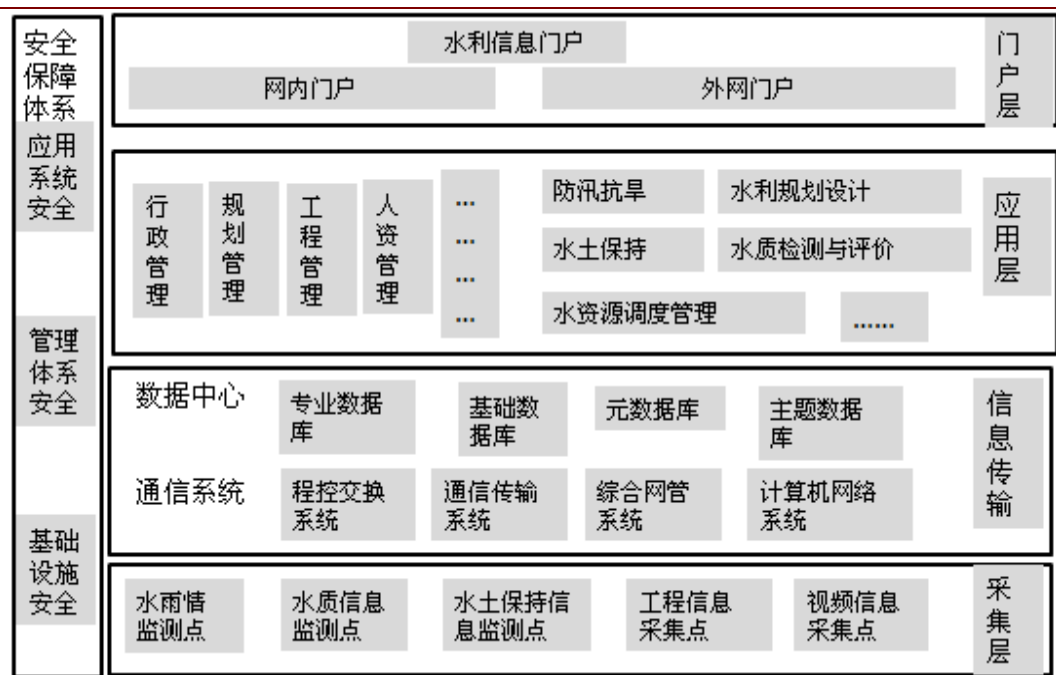 安全
保障
体系
应用
系统
安全
管理
体系
安全
基础
设施
安全
水利信息门户
网内门户
外网门户
门户层
行政管理
规划管理
工程管理
人资管理
...
...
...
...
防汛抗旱
水利规划设计
水土保持
水质检测与评价
水资源调度管理
......
应用层
数据中心
专业数据
库
基础数
据库
元数据库
主题数据
库
通信系统
程控交换
系统
通信传输
系统
综合网管
系统
计算机网络
系统
信息传输
水雨情
监测点
水质信息
监测点
水土保持信
息监测点
工程信息
采集点
视频信息
采集点
采集层